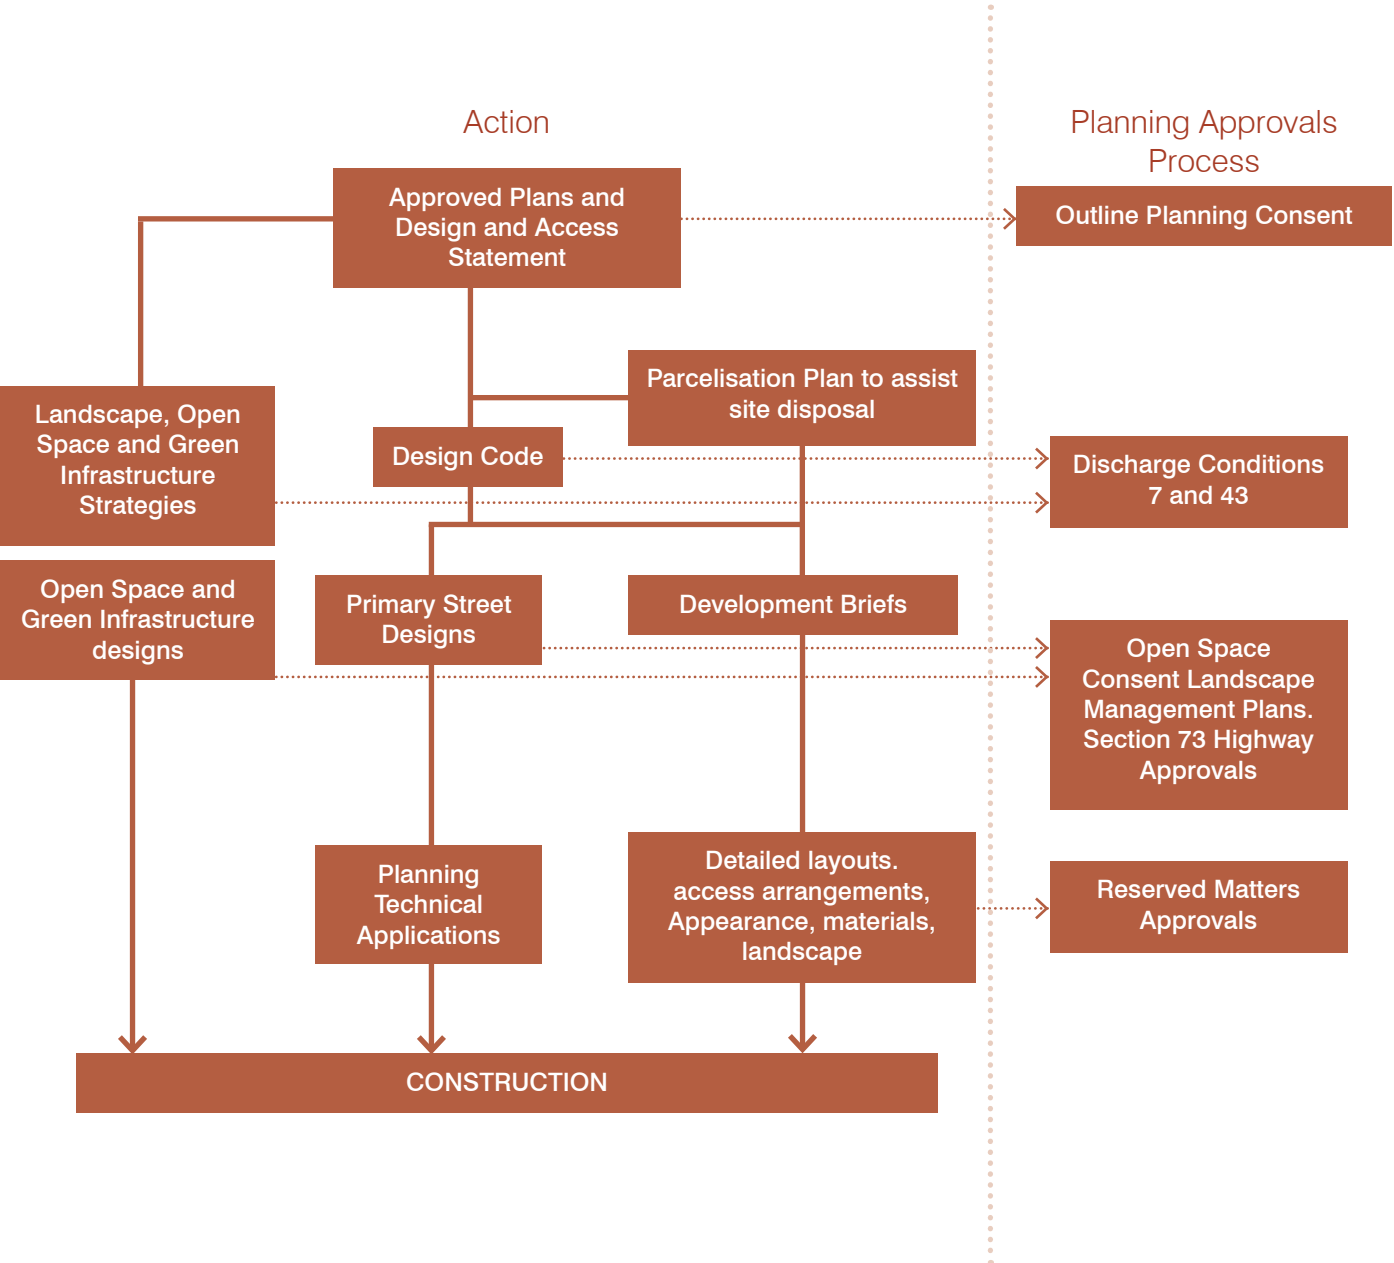 Action
Planning Approvals
Process
Approved Plans and
Design and Access
Statement
Outline Planning Consent
Parcelisation Plan to assist
site disposal
Landscape, Open
Space and Green
Infrastructure
Strategies
Design Code
Discharge Conditions
7 and 43
Open Space and
Green Infrastructure
designs
Primary Street
Designs
Development Briefs
Open Space
Consent Landscape
Management Plans.
Section 73 Highway
Approvals
Planning
Technical
Applications
Detailed layouts.
access arrangements,
Appearance, materials,
landscape
Reserved Matters
Approvals
CONSTRUCTION